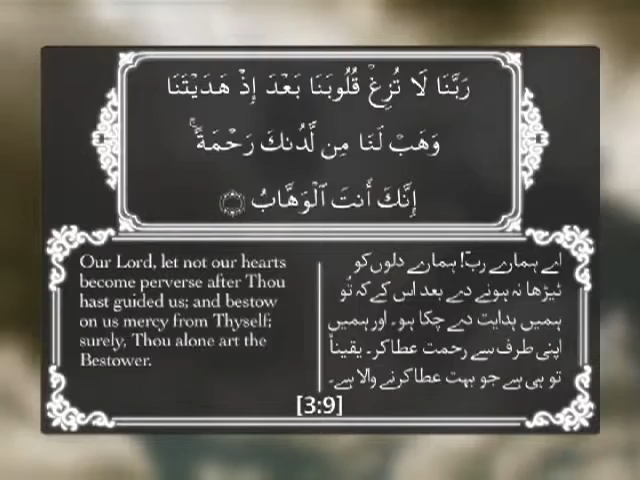 رَبَّنَا لَا تُزِغْ قُلُوبَنَا بَعْدَ إِذْ هَدَيْتَنَا
وَهَبْ لَنَا مِن لَّدُنكَ رَحْمَةً ۚ
إِنَّكَ أَنتَ ٱلْوَهَّابُ
Our Lord, let not our hearts
become perverse after Thou
hast guided us; and bestow
on us mercy from Thyself;
surely, Thou alone art the
Bestower.
اے ہمارے ربّ! ہمارے دلوں کو
ٹیڑھا نہ ہونے دے بعد اس کے کہ تُو
ہمیں ہدایت دے چکا ہو۔ اور ہمیں
اپنی طرف سے رحمت عطا کر۔ یقیناً
تو ہی ہے جو بہت عطا کرنے والا ہے۔
[3:9]